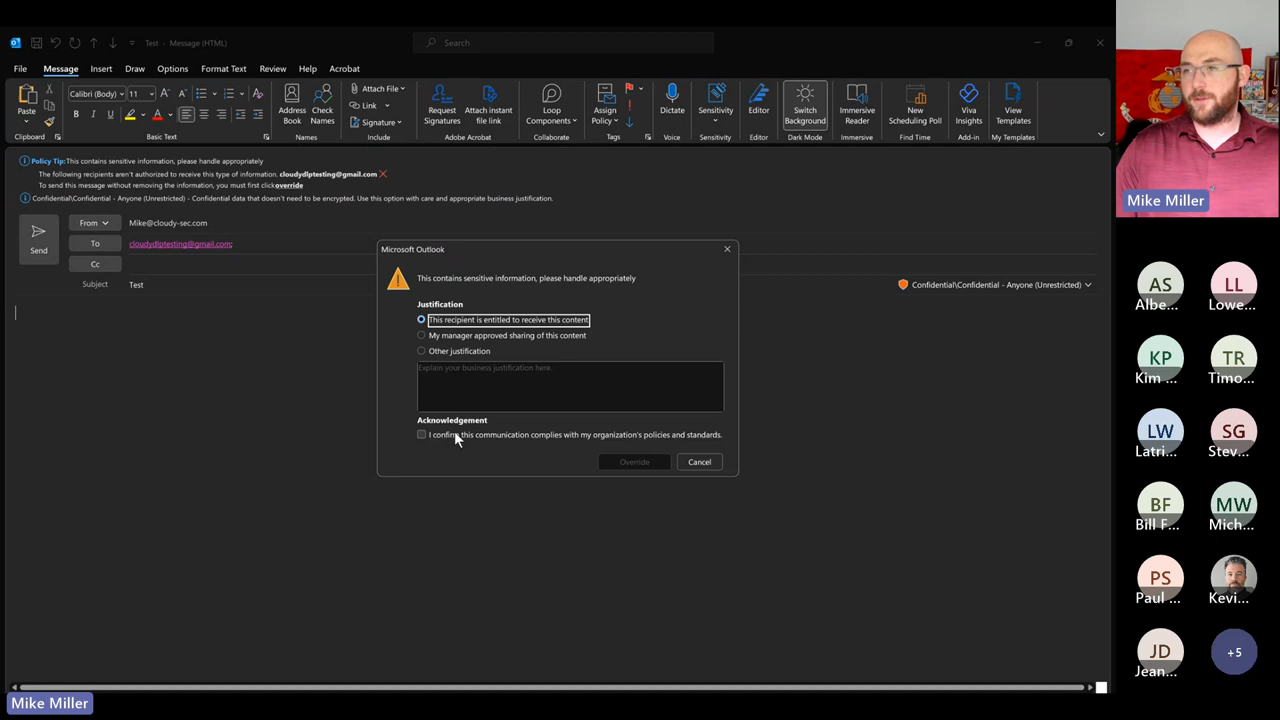 Test - Message (HTML)
Search
File Message Insert Draw Options Format Text Review Help Acrobat
Paste
Calibri (Body) 11
B I U A
Clipboard
Basic Text
Address Book
Check Names
Names
Attach File
Link
Signature
Include
Request Signatures
Attach instant file link
Adobe Acrobat
Loop Components
Collaborate
Assign Policy
Tags
Dictate
Voice
Sensitivity
Sensitivity
Editor
Editor
Switch Background
Dark Mode
Immersive Reader
Immersive
New Scheduling Poll
Find Time
Viva Insights
Add-in
View Templates
My Templates
Policy Tip: This contains sensitive information, please handle appropriately
The following recipients aren't authorized to receive this type of information. cloudydlptesting@gmail.com
To send this message without removing the information, you must first click override
Confidential\Confidential - Anyone (Unrestricted) - Confidential data that doesn't need to be encrypted. Use this option with care and appropriate business justification.
Send
From
Mike@cloudy-sec.com
To
cloudydlptesting@gmail.com;
Cc
Subject
Test
Confidential\Confidential - Anyone (Unrestricted)
Microsoft Outlook
This contains sensitive information, please handle appropriately
Justification
This recipient is entitled to receive this content
My manager approved sharing of this content
Other justification
Explain your business justification here.
Acknowledgement
I confirm this communication complies with my organization's policies and standards.
Override
Cancel
Mike Miller
Mike Miller
AS
Albe...
LL
Lowe...
KP
Kim ...
TR
Timo...
LW
Latri...
SG
Stev...
BF
Bill F...
MW
Mich...
PS
Paul ...
Kevi...
JD
Jean...
+5